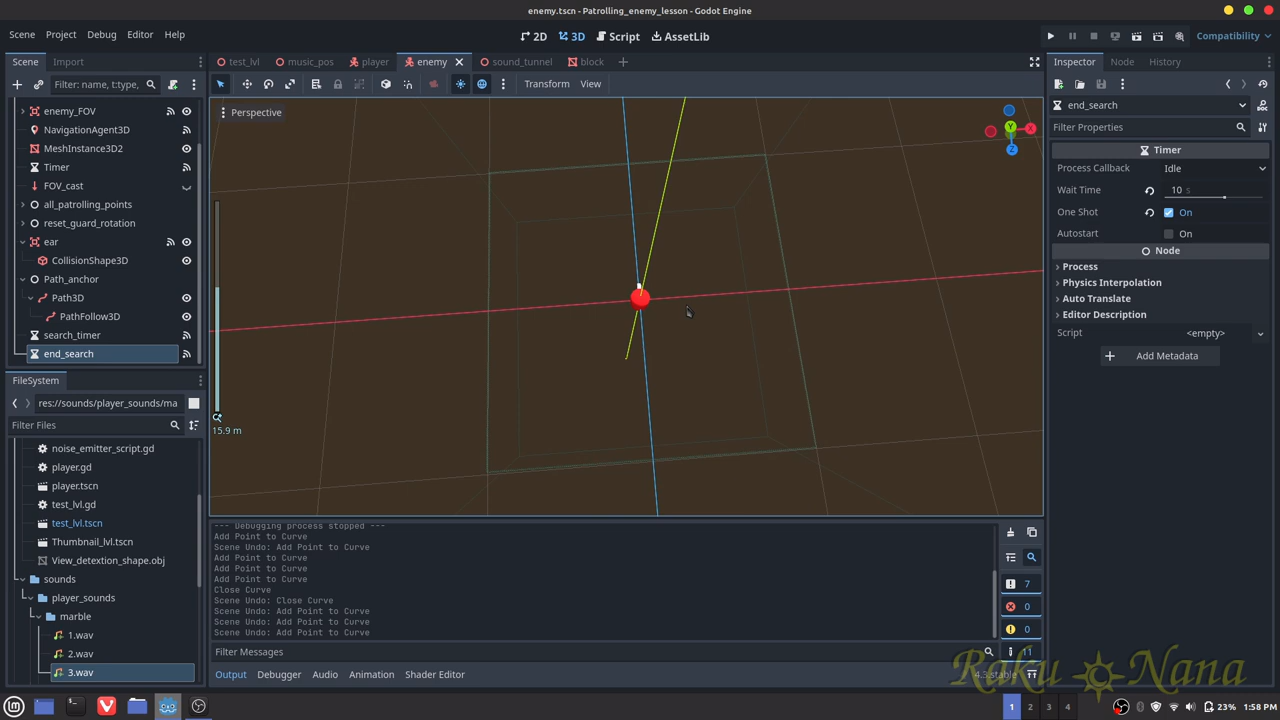 enemy.tscn - Patrolling_enemy_lesson - Godot Engine
Scene Project Debug Editor Help
2D 3D Script AssetLib
Compatibility
Scene Import
test_lvl music_pos player enemy sound_tunnel block
Inspector Node History
Filter: name, t:type,
Transform View
end_search
Filter Properties
enemy_FOV
NavigationAgent3D
MeshInstance3D2
Timer
FOV_cast
all_patrolling_points
reset_guard_rotation
ear
CollisionShape3D
Path_anchor
Path3D
PathFollow3D
search_timer
end_search
Perspective
Y
X
Z
15.9 m
Timer
Process Callback Idle
Wait Time 10 s
One Shot On
Autostart On
Node
Process
Physics Interpolation
Auto Translate
Editor Description
Script <empty>
Add Metadata
FileSystem
res://sounds/player_sounds/ma
Filter Files
noise_emitter_script.gd
player.gd
player.tscn
test_lvl.gd
test_lvl.tscn
Thumbnail_lvl.tscn
View_detextion_shape.obj
sounds
player_sounds
marble
1.wav
2.wav
3.wav
--- Debugging process stopped ---
Add Point to Curve
Scene Undo: Add Point to Curve
Add Point to Curve
Add Point to Curve
Add Point to Curve
Close Curve
Scene Undo: Close Curve
Scene Undo: Add Point to Curve
Scene Undo: Add Point to Curve
Scene Undo: Add Point to Curve
7
0
0
11
Filter Messages
Output Debugger Audio Animation Shader Editor
4.3.stable
Raku Nana
1 2 3 4
23% 1:58 PM